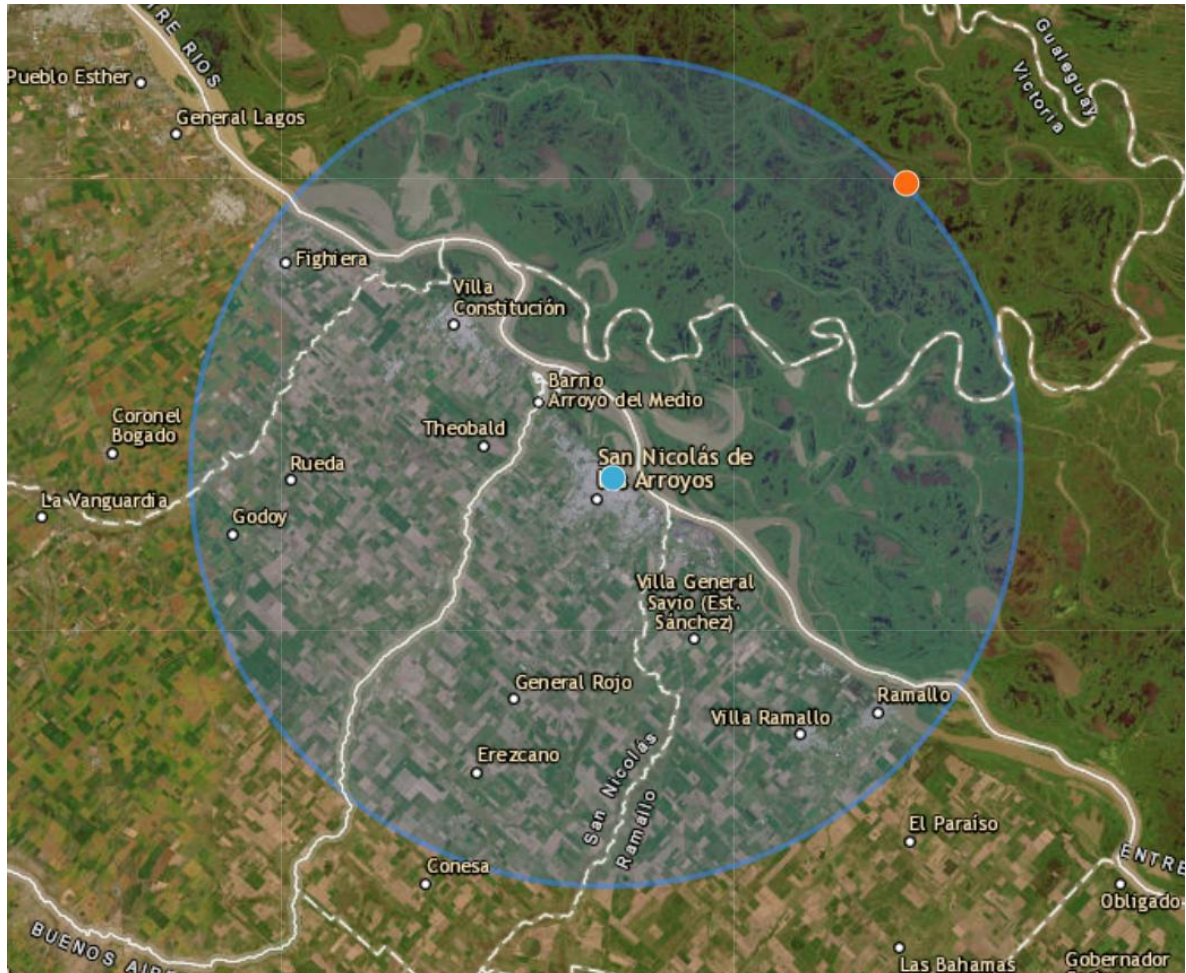 ENTRE RIOS
Pueblo Esther
General Lagos
Gualeguay
Victoria
Fighiera
Villa
Constitución
Barrio
Arroyo del Medio
Coronel
Bogado
Theobald
Rueda
San Nicolás de
Arroyos
La Vanguardia
Godoy
Villa General
Savio (Est.
Sánchez)
General Rojo
Ramallo
Villa Ramallo
Erezcano
San Nicolás
Ramallo
El Paraíso
Conesa
ENTRE
Obligado
BUENOS AIRE
Las Bahamas
Gobernador